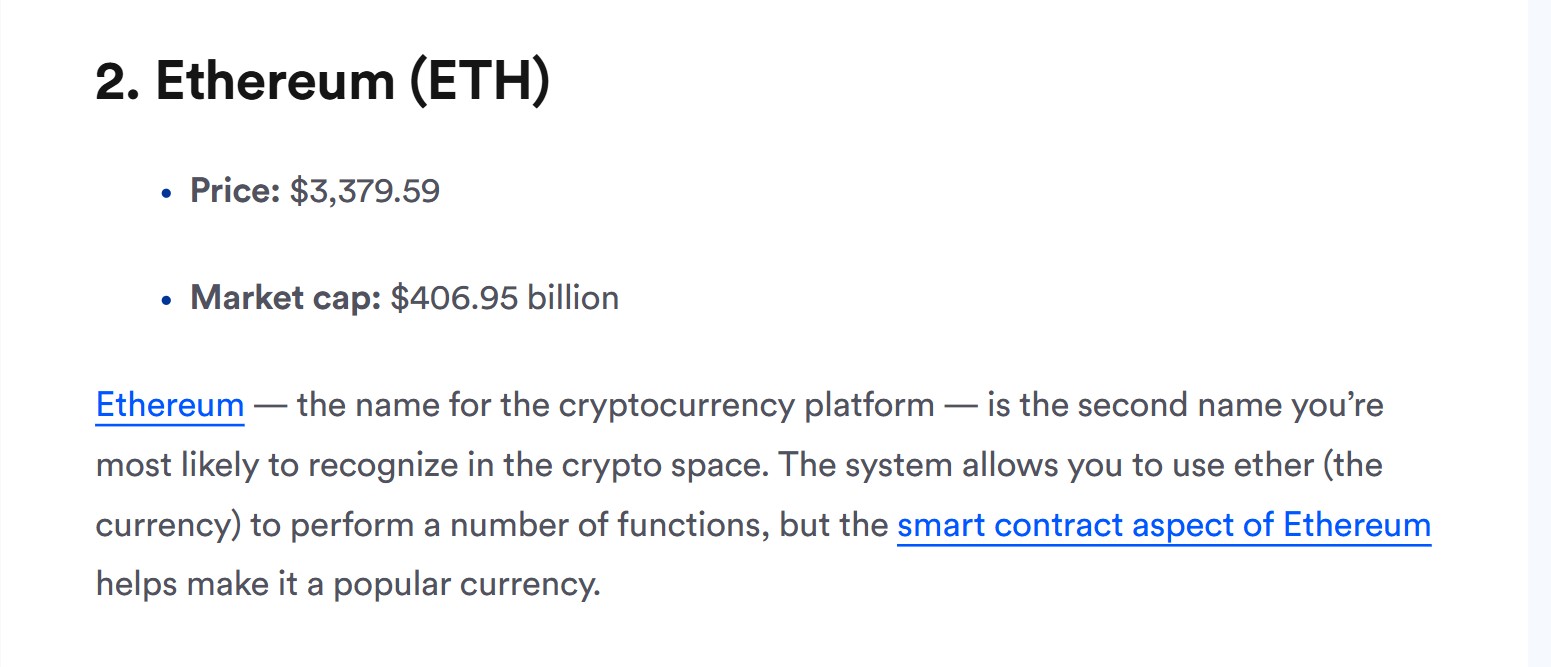 2. Ethereum (ETH)
• Price: $3,379.59
• Market cap: $406.95 billion
Ethereum — the name for the cryptocurrency platform — is the second name you’re
most likely to recognize in the crypto space. The system allows you to use ether (the
currency) to perform a number of functions, but the smart contract aspect of Ethereum
helps make it a popular currency.